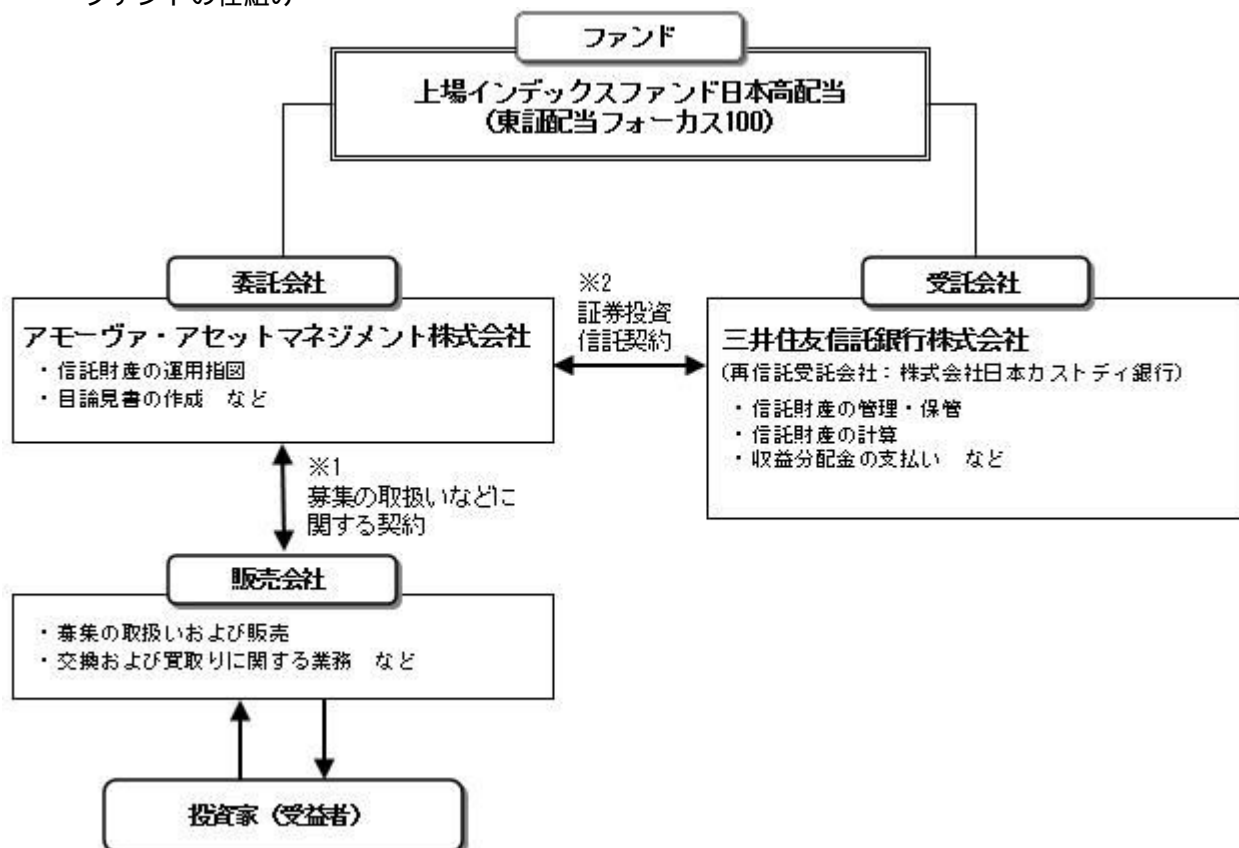 ファンドの仕組み
ファンド
上場インデックスファンド日本高配当
(東証配当フォーカス100)
委託会社
アモーヴァ・アセットマネジメント株式会社
・信託財産の運用指図
・目論見書の作成　など
※2
証券投資
信託契約
受託会社
三井住友信託銀行株式会社
(再信託受託会社：株式会社日本カストディ銀行)
・信託財産の管理・保管
・信託財産の計算
・収益分配金の支払い　など
※1
募集の取扱いなどに
関する契約
販売会社
・募集の取扱いおよび販売
・交換および買取りに関する業務　など
投資家（受益者）